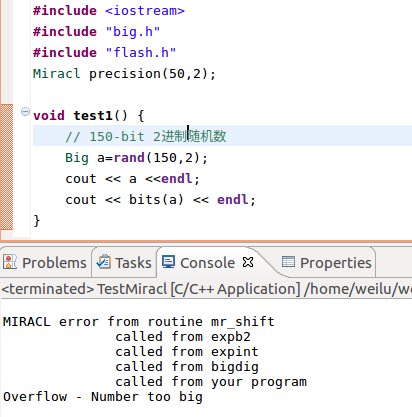 #include <iostream>
#include "big.h"
#include "flash.h"
Miracl precision(50,2);
void test1() {
// 150-bit 2进制随机数
Big a=rand(150,2);
cout << a <<endl;
cout << bits(a) << endl;
}
Problems Tasks Console Properties
<terminated> TestMiracl [C/C++ Application] /home/weilu/we
MIRACL error from routine mr_shift
called from expb2
called from expint
called from bigdig
called from your program
Overflow - Number too big